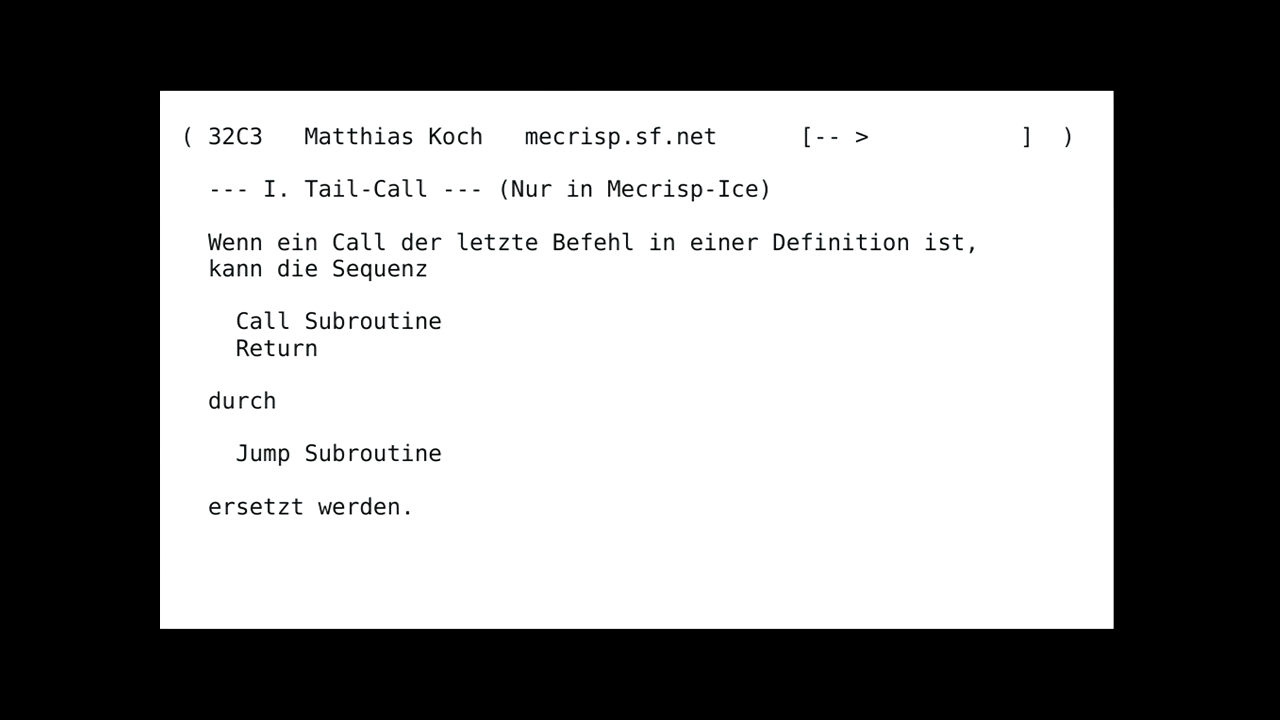 ( 32C3   Matthias Koch   mecrisp.sf.net      [-- >           ]  )
--- I. Tail-Call --- (Nur in Mecrisp-Ice)
Wenn ein Call der letzte Befehl in einer Definition ist,
kann die Sequenz
Call Subroutine
Return
durch
Jump Subroutine
ersetzt werden.